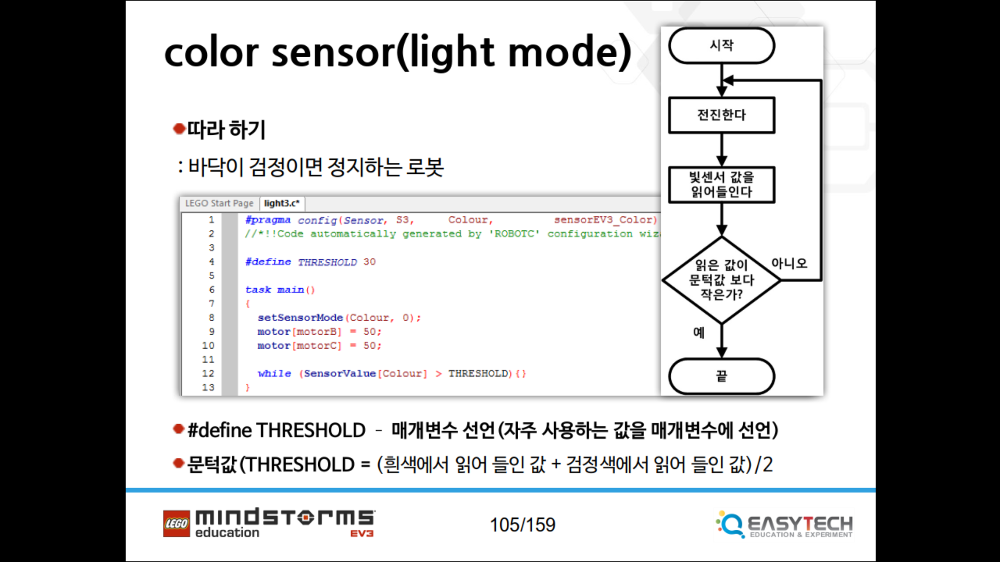 color sensor(light mode)
따라 하기
: 바닥이 검정이면 정지하는 로봇
LEGO Start Page light3.c*
1 #pragma config(Sensor, S3, Colour, sensorEV3_Color)
2 //*!!Code automatically generated by 'ROBOTC' configuration wiz
3
4 #define THRESHOLD 30
5
6 task main()
7 {
8 setSensorMode(Colour, 0);
9 motor[motorB] = 50;
10 motor[motorC] = 50;
11
12 while (SensorValue[Colour] > THRESHOLD){}
13 }
시작
전진한다
빛센서 값을
읽어들인다
읽은 값이
문턱값 보다
작은가?
아니오
예
끝
#define THRESHOLD - 매개변수 선언(자주 사용하는 값을 매개변수에 선언)
문턱값(THRESHOLD = (흰색에서 읽어 들인 값 + 검정색에서 읽어 들인 값)/2
LEGO mindstorms
education EV3
105/159
EASYTECH
EDUCATION & EXPERIMENT